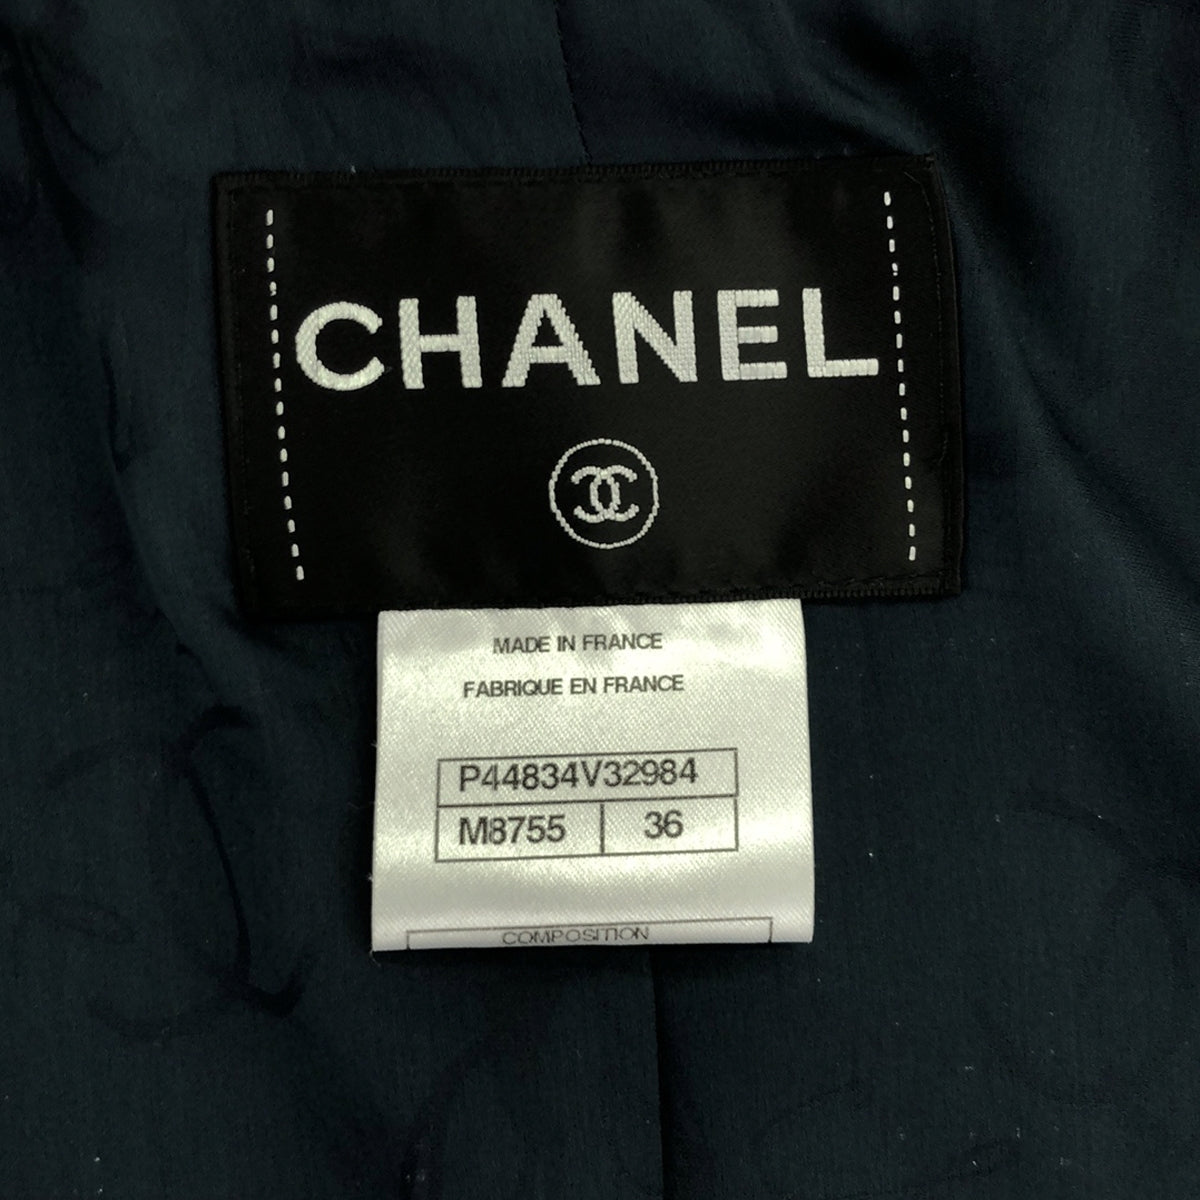 CHANEL
MADE IN FRANCE
FABRIQUE EN FRANCE
P44834V32984
M8755 36
COMPOSITION